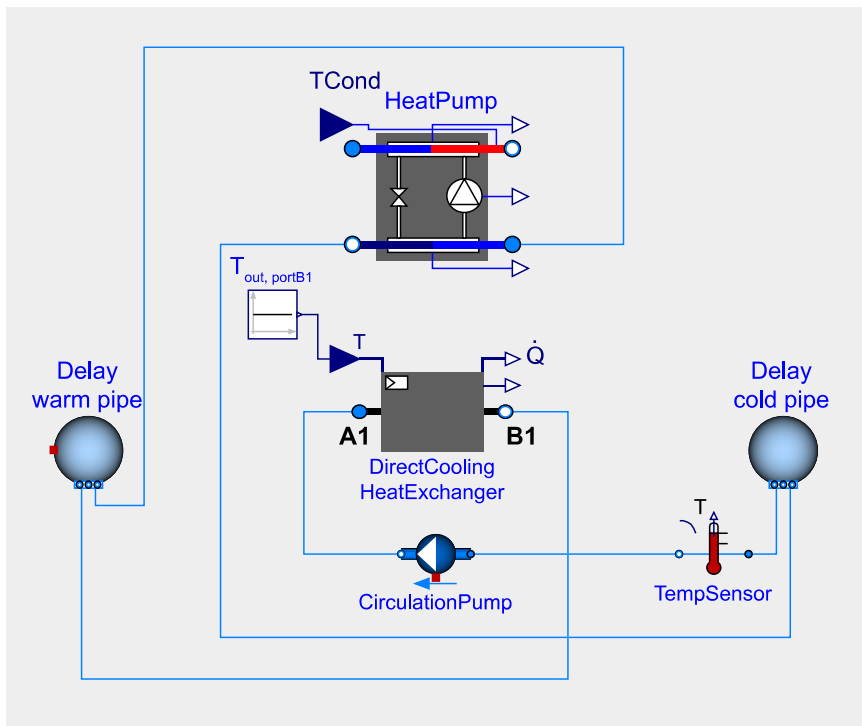 TCond
HeatPump
T out, portB1
T
Q̇
Delay
warm pipe
Delay
cold pipe
A1
B1
DirectCooling
HeatExchanger
T
CirculationPump
TempSensor